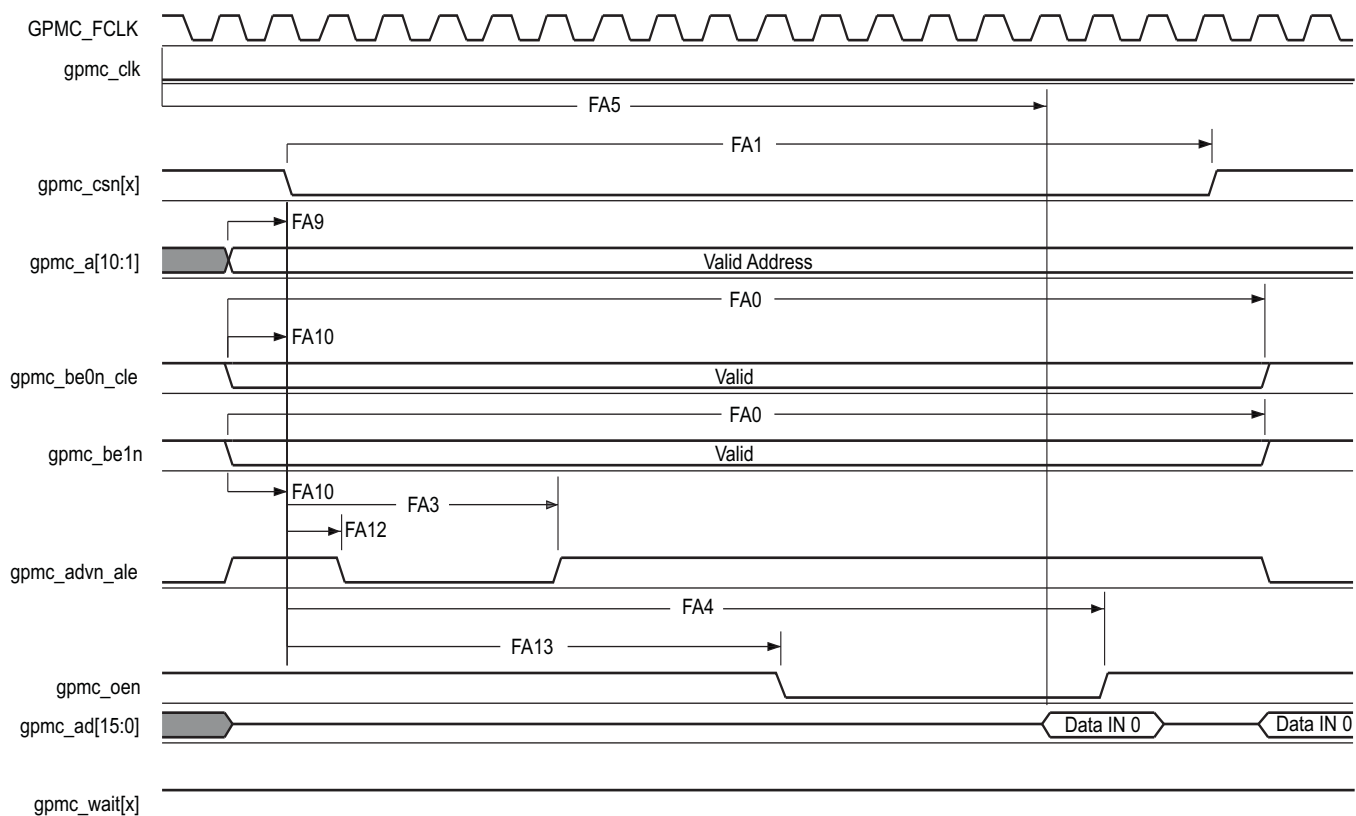 GPMC_FCLK
gpmc_clk
FA5
FA1
gpmc_csn[x]
FA9
gpmc_a[10:1]
Valid Address
FA0
FA10
gpmc_be0n_cle
Valid
FA0
gpmc_be1n
Valid
FA10
FA3
FA12
gpmc_advn_ale
FA4
FA13
gpmc_oen
gpmc_ad[15:0]
Data IN 0
Data IN 0
gpmc_wait[x]